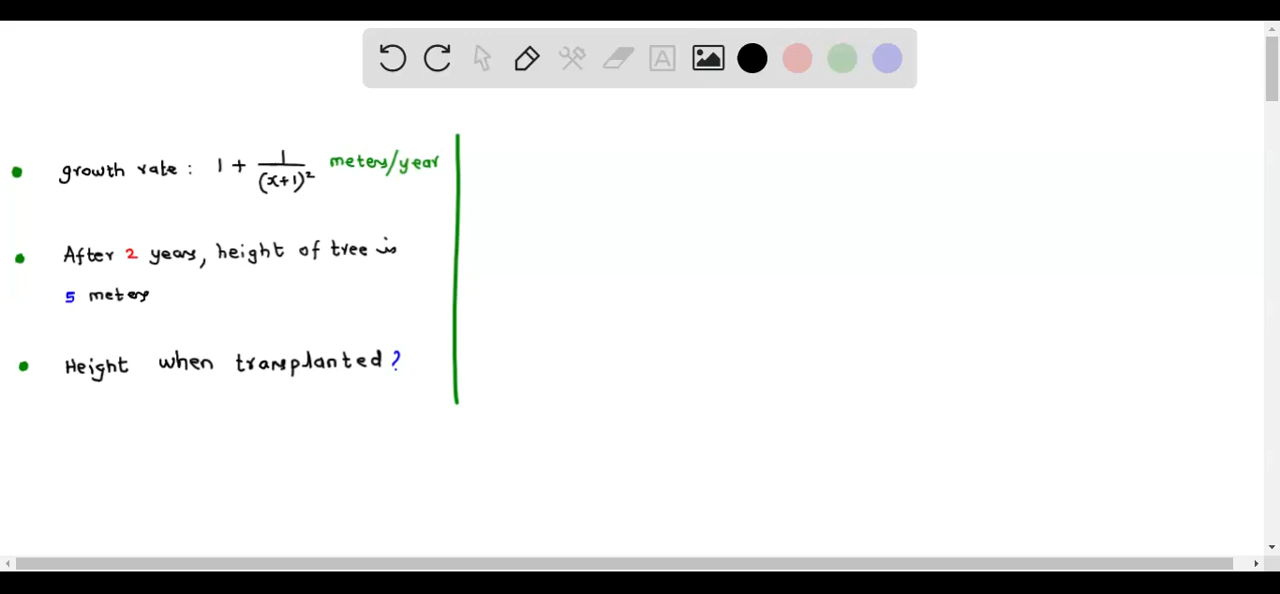 growth rate : 1 + 1/(x+1)² meters/year
After 2 years, height of tree is
5 meters
Height when transplanted ?